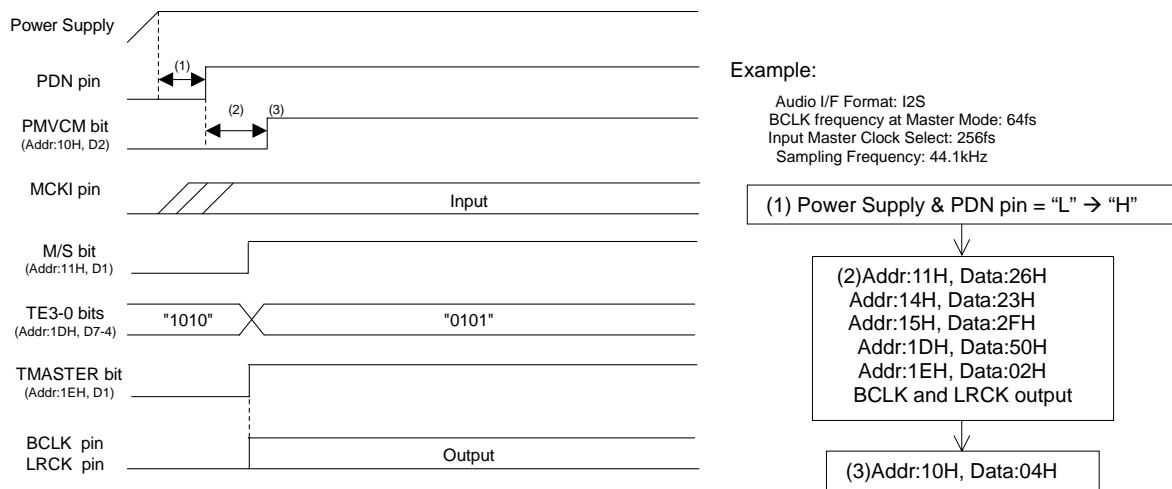 Power Supply
(1)
PDN pin
(2)
(3)
PMVCM bit
(Addr:10H, D2)
MCKI pin
Input
M/S bit
(Addr:11H, D1)
TE3-0 bits
(Addr:1DH, D7-4)
"1010"
"0101"
TMASTER bit
(Addr:1EH, D1)
BCLK pin
LRCK pin
Output
Example:
Audio I/F Format: I2S
BCLK frequency at Master Mode: 64fs
Input Master Clock Select: 256fs
Sampling Frequency: 44.1kHz
(1) Power Supply & PDN pin = “L” → “H”
(2)Addr:11H, Data:26H
Addr:14H, Data:23H
Addr:15H, Data:2FH
Addr:1DH, Data:50H
Addr:1EH, Data:02H
BCLK and LRCK output
(3)Addr:10H, Data:04H